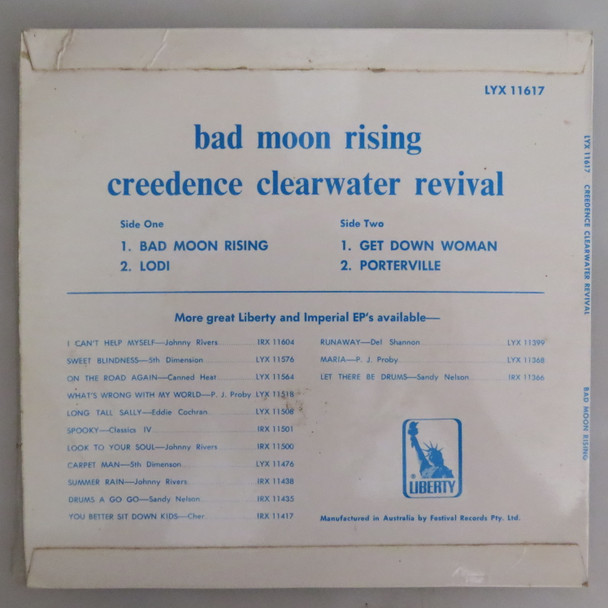 LYX 11617
bad moon rising
creedence clearwater revival
Side One
1. BAD MOON RISING
2. LODI
Side Two
1. GET DOWN WOMAN
2. PORTERVILLE
More great Liberty and Imperial EP's available—
I CAN'T HELP MYSELF—Johnny Rivers IRX 11604
SWEET BLINDNESS—5th Dimension LYX 11576
ON THE ROAD AGAIN—Canned Heat LYX 11564
WHAT'S WRONG WITH MY WORLD—P. J. Proby LYX 11518
LONG TALL SALLY—Eddie Cochran LYX 11508
SPOOKY—Classics IV IRX 11501
LOOK TO YOUR SOUL—Johnny Rivers IRX 11500
CARPET MAN—5th Dimenson LYX 11476
SUMMER RAIN—Johnny Rivers IRX 11438
DRUMS A GO GO—Sandy Nelson IRX 11435
YOU BETTER SIT DOWN KIDS—Cher IRX 11417
RUNAWAY—Del Shannon LYX 11399
MARIA—P. J. Proby LYX 11368
LET THERE BE DRUMS—Sandy Nelson IRX 11366
® LIBERTY
Manufactured in Australia by Festival Records Pty. Ltd.
LYX 11617 CREEDENCE CLEARWATER REVIVAL BAD MOON RISING